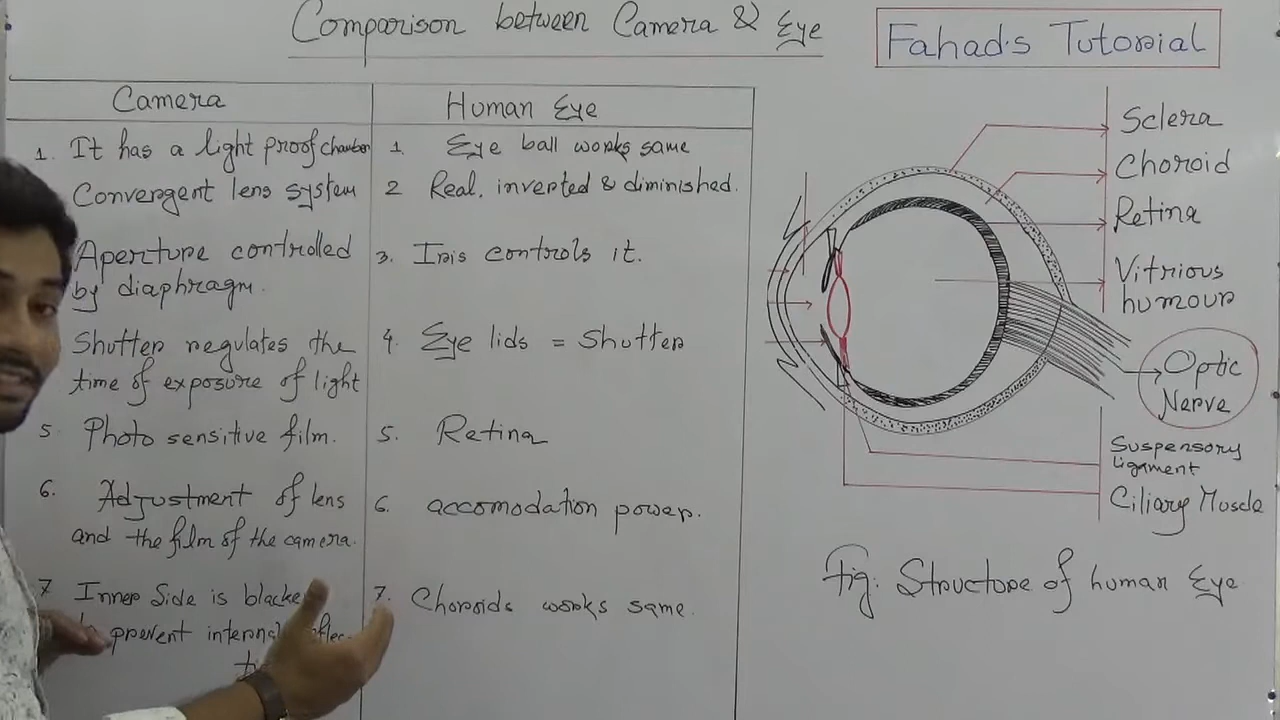 Comparison between Camera & Eye
Fahad's Tutorial
Camera
Human Eye
1. It has a light proof chamber
1. Eye ball works same
Convergent lens system
2 Real. inverted & diminished.
Aperture controlled
by diaphragm.
3. Iris controls it.
Shutter regulates the
time of exposure of light
4. Eye lids = Shutter
5. Photo sensitive film.
5. Retina
6. Adjustment of lens
and the film of the camera.
6. accomodation power.
7 Inner Side is blacke
prevent internal
7. Choroids works same.
Sclera
Choroid
Retina
Vitrious
humour
Optic
Nerve
Suspensory
ligament
Ciliary Muscle
Fig: Structure of human Eye